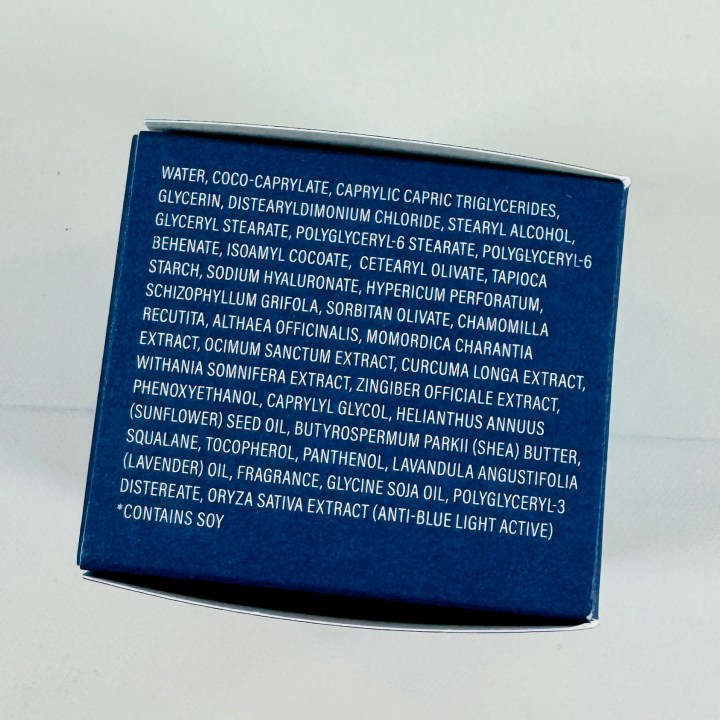 WATER, COCO-CAPRYLATE, CAPRYLIC CAPRIC TRIGLYCERIDES,
GLYCERIN, DISTEARYLDIMONIUM CHLORIDE, STEARYL ALCOHOL,
GLYCERYL STEARATE, POLYGLYCERYL-6 STEARATE, POLYGLYCERYL-6
BEHENATE, ISOAMYL COCOATE, CETEARYL OLIVATE, TAPIOCA
STARCH, SODIUM HYALURONATE, HYPERICUM PERFORATUM,
SCHIZOPHYLLUM GRIFOLA, SORBITAN OLIVATE, CHAMOMILLA
RECUTITA, ALTHAEA OFFICINALIS, MOMORDICA CHARANTIA
EXTRACT, OCIMUM SANCTUM EXTRACT, CURCUMA LONGA EXTRACT,
WITHANIA SOMNIFERA EXTRACT, ZINGIBER OFFICIALE EXTRACT,
PHENOXYETHANOL, CAPRYLYL GLYCOL, HELIANTHUS ANNUUS
(SUNFLOWER) SEED OIL, BUTYROSPERMUM PARKII (SHEA) BUTTER,
SQUALANE, TOCOPHEROL, PANTHENOL, LAVANDULA ANGUSTIFOLIA
(LAVENDER) OIL, FRAGRANCE, GLYCINE SOJA OIL, POLYGLYCERYL-3
DISTEREATE, ORYZA SATIVA EXTRACT (ANTI-BLUE LIGHT ACTIVE)
*CONTAINS SOY